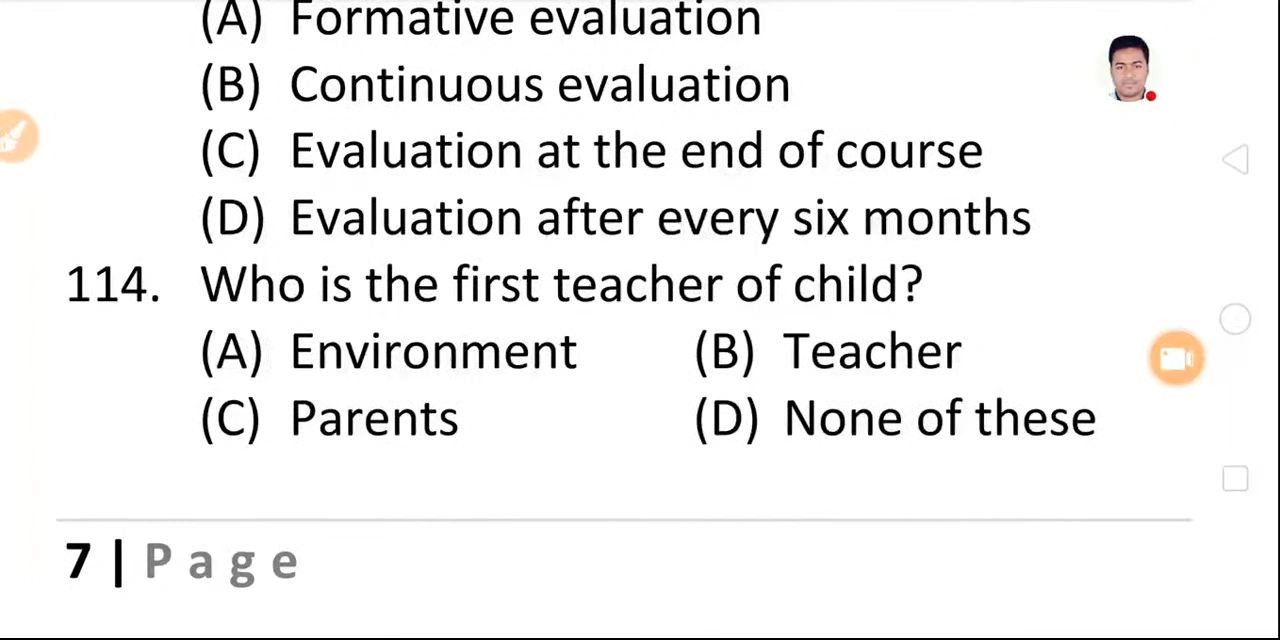 (A) Formative evaluation
(B) Continuous evaluation
(C) Evaluation at the end of course
(D) Evaluation after every six months
114. Who is the first teacher of child?
(A) Environment (B) Teacher
(C) Parents (D) None of these
7 | P a g e